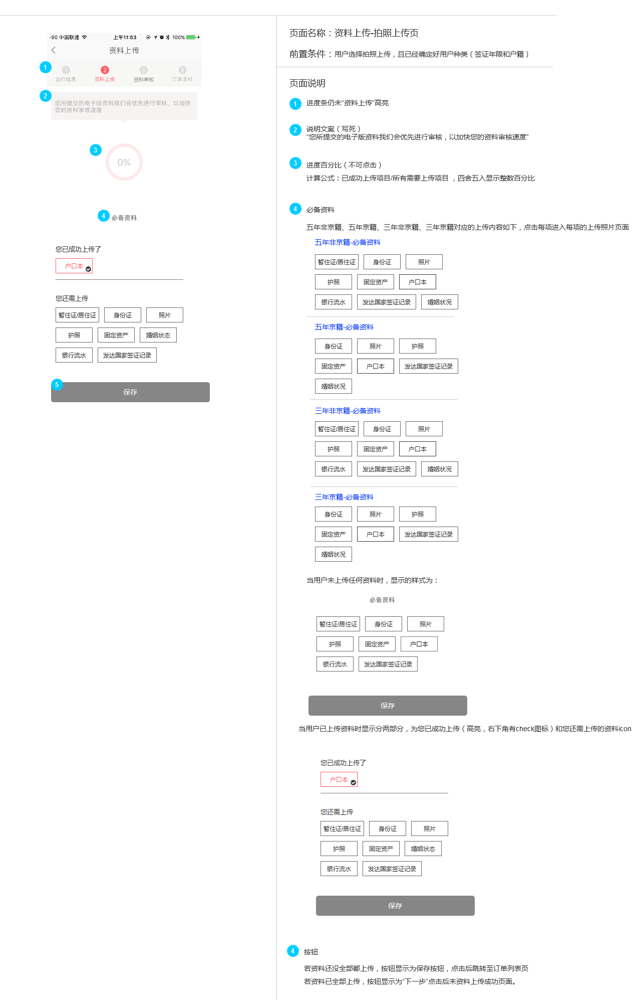 -90 中国联通 上午11:53 100%
资料上传
1
1 2 3 4
出行信息 资料上传 资料审核 订单支付
2
您所提交的电子版资料我们会优先进行审核，以加快
您的资料审核速度
3
0%
4 必备资料
您已成功上传了
户口本
您还需上传
暂住证/居住证 身份证 照片
护照 固定资产 婚姻状态
银行流水 发达国家签证记录
5
保存
页面名称：资料上传-拍照上传页
前置条件：用户选择拍照上传，且已经确定好用户种类（签证年限和户籍）
页面说明
1 进度条仍未“资料上传”高亮
2 说明文案（写死）
“您所提交的电子版资料我们会优先进行审核，以加快您的资料审核速度”
3 进度百分比（不可点击）
计算公式：已成功上传项目/所有需要上传项目 ，四舍五入显示整数百分比
4 必备资料
五年非京籍、五年京籍、三年非京籍、三年京籍对应的上传内容如下，点击每项进入每项的上传照片页面
五年非京籍-必备资料
暂住证/居住证 身份证 照片
护照 固定资产 户口本
银行流水 发达国家签证记录 婚姻状况
五年京籍-必备资料
身份证 照片 护照
固定资产 户口本 发达国家签证记录
婚姻状况
三年非京籍-必备资料
暂住证/居住证 身份证 照片
护照 固定资产 户口本
银行流水 发达国家签证记录 婚姻状况
三年京籍-必备资料
身份证 照片 护照
固定资产 户口本 发达国家签证记录
婚姻状况
当用户未上传任何资料时，显示的样式为：
必备资料
暂住证/居住证 身份证 照片
护照 固定资产 户口本
银行流水 发达国家签证记录
保存
当用户已上传资料时显示分两部分，为您已成功上传（高亮，右下角有check图标）和您还需上传的资料icon
您已成功上传了
户口本
您还需上传
暂住证/居住证 身份证 照片
护照 固定资产 婚姻状态
银行流水 发达国家签证记录
保存
4 按钮
若资料还没全部都上传，按钮显示为保存按钮，点击后跳转至订单列表页
若资料已全部上传，按钮显示为“下一步”点击后未资料上传成功页面。